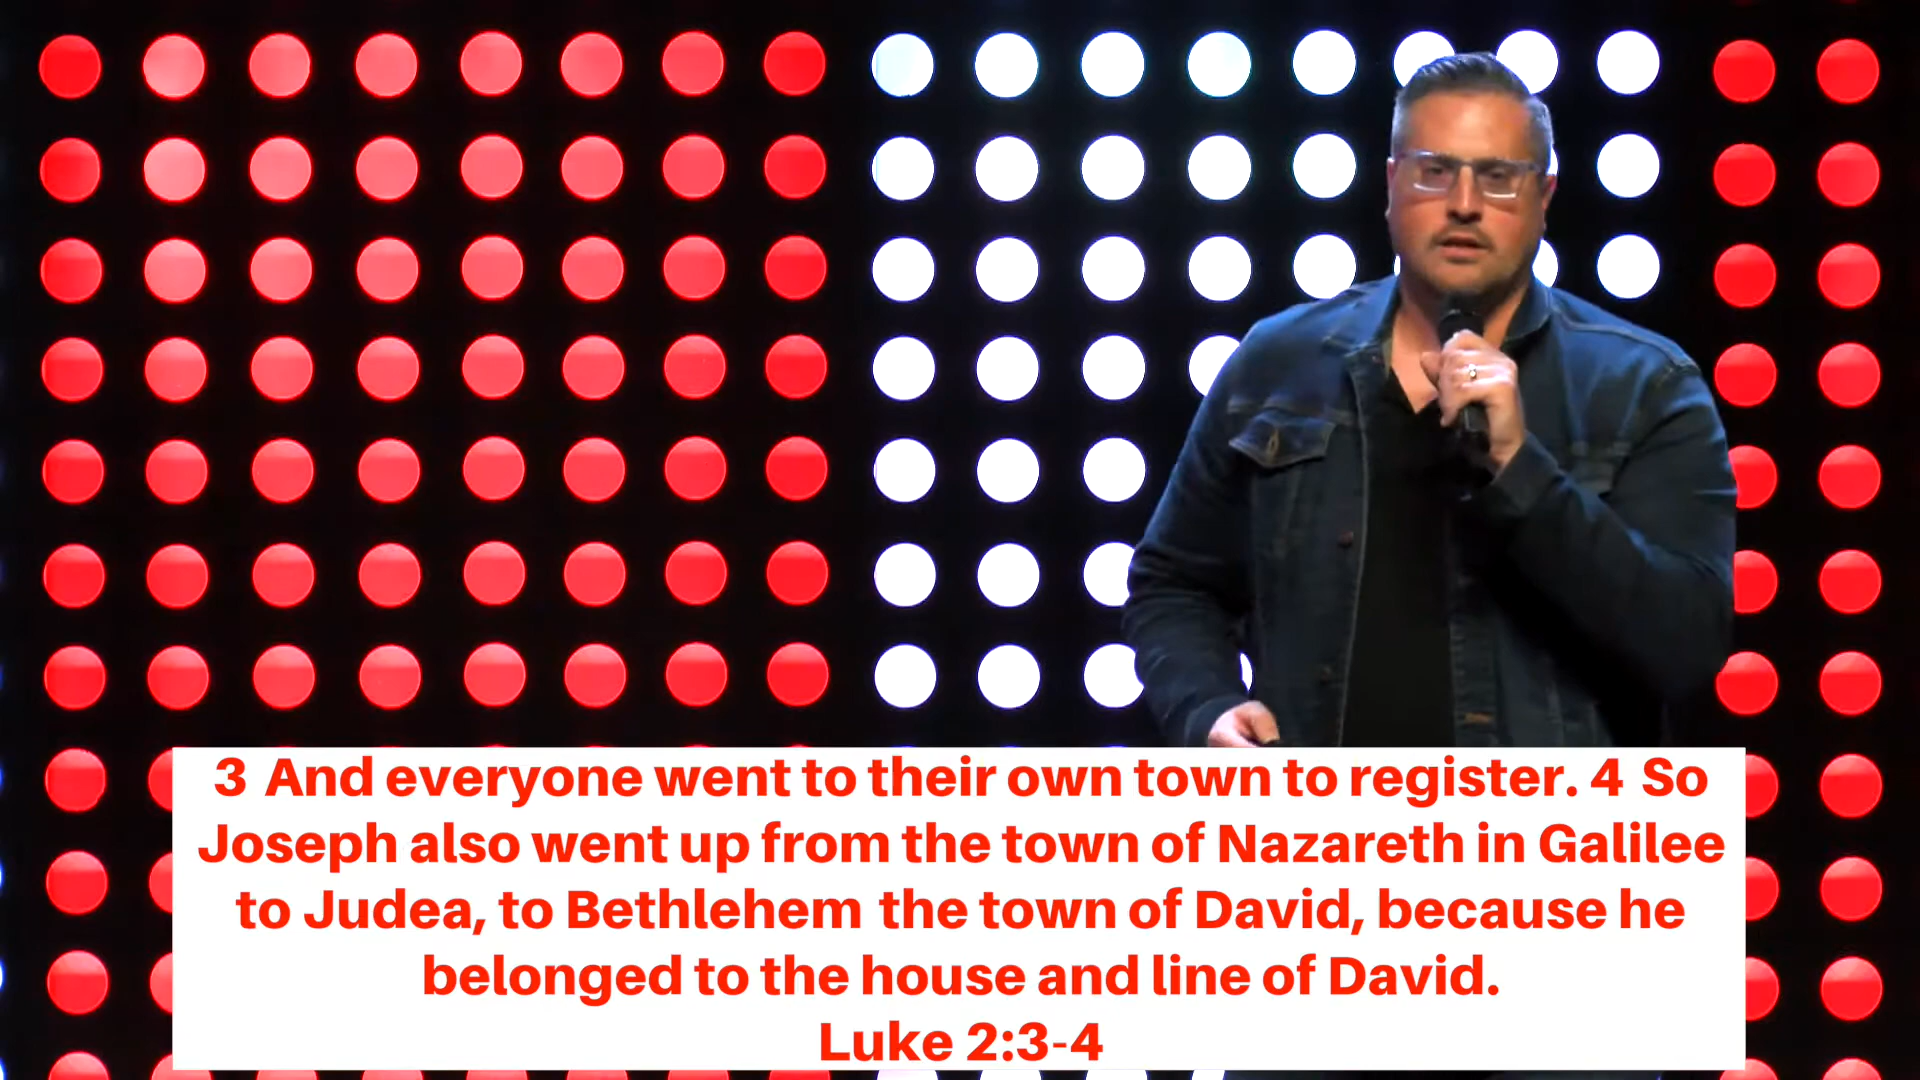 3 And everyone went to their own town to register. 4 So
Joseph also went up from the town of Nazareth in Galilee
to Judea, to Bethlehem the town of David, because he
belonged to the house and line of David.
Luke 2:3-4